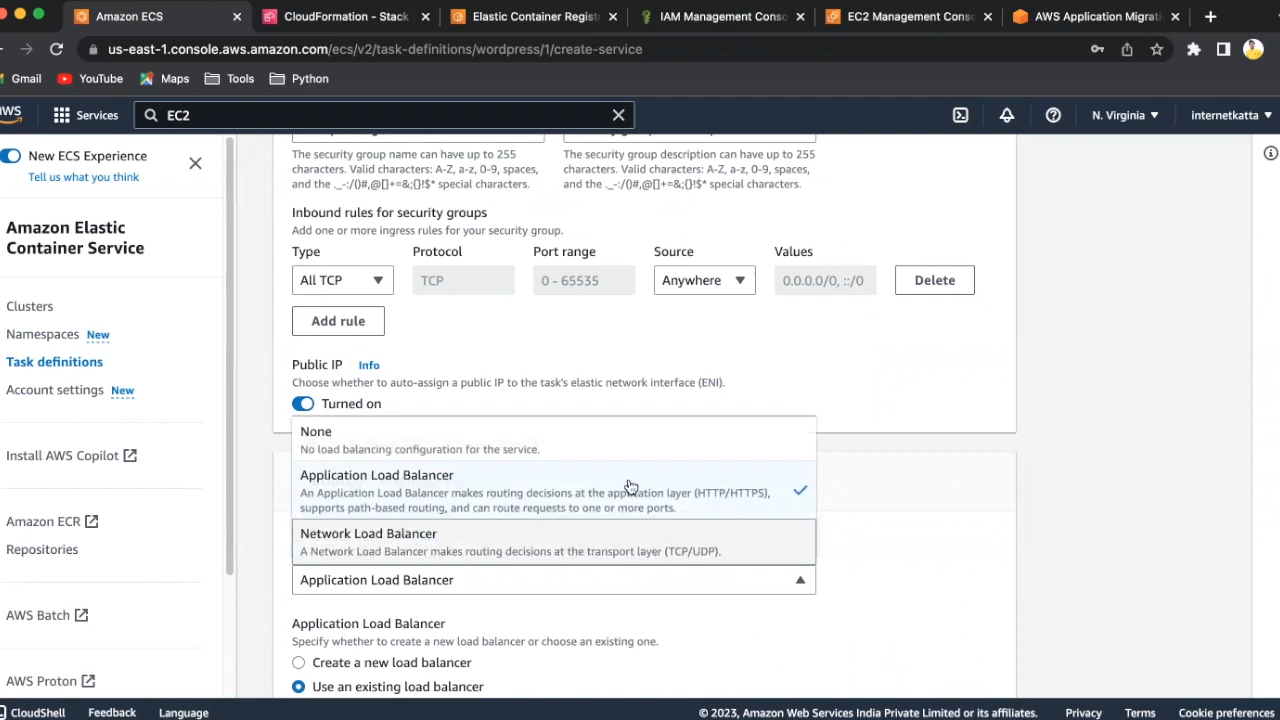 Amazon ECS
CloudFormation - Stack
Elastic Container Registr
IAM Management Conso
EC2 Management Conso
AWS Application Migrati
us-east-1.console.aws.amazon.com/ecs/v2/task-definitions/wordpress/1/create-service
Gmail
YouTube
Maps
Tools
Python
Services
EC2
N. Virginia
internetkatta
New ECS Experience
Tell us what you think
Amazon Elastic
Container Service
Clusters
Namespaces New
Task definitions
Account settings New
Install AWS Copilot
Amazon ECR
Repositories
AWS Batch
AWS Proton
The security group name can have up to 255
characters. Valid characters: A-Z, a-z, 0-9, spaces,
and the ._-:/()#,@[]+=&;{}!$* special characters.
The security group description can have up to 255
characters. Valid characters: A-Z, a-z, 0-9, spaces,
and the ._-:/()#,@[]+=&;{}!$* special characters.
Inbound rules for security groups
Add one or more ingress rules for your security group.
Type
Protocol
Port range
Source
Values
All TCP
TCP
0 - 65535
Anywhere
0.0.0.0/0, ::/0
Delete
Add rule
Public IP Info
Choose whether to auto-assign a public IP to the task's elastic network interface (ENI).
Turned on
None
No load balancing configuration for the service.
Application Load Balancer
An Application Load Balancer makes routing decisions at the application layer (HTTP/HTTPS),
supports path-based routing, and can route requests to one or more ports.
Network Load Balancer
A Network Load Balancer makes routing decisions at the transport layer (TCP/UDP).
Application Load Balancer
Application Load Balancer
Specify whether to create a new load balancer or choose an existing one.
Create a new load balancer
Use an existing load balancer
CloudShell
Feedback
Language
© 2023, Amazon Web Services India Private Limited or its affiliates.
Privacy
Terms
Cookie preferences